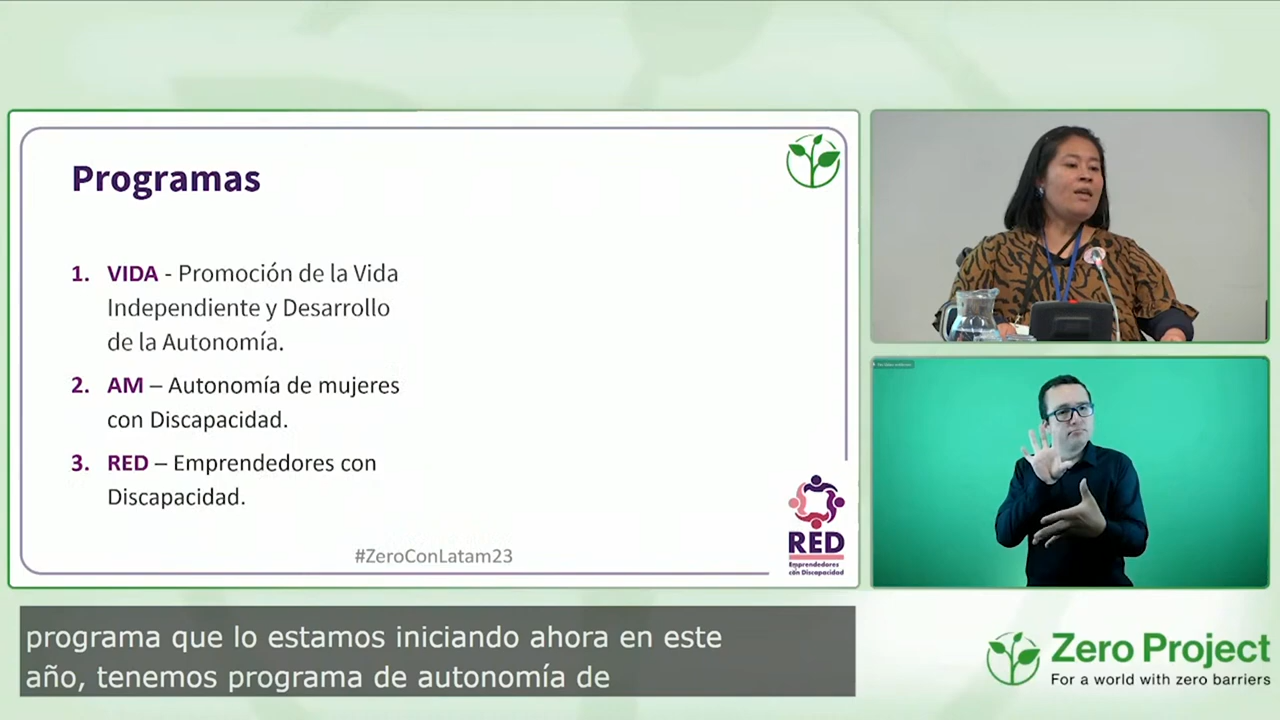 Programas
1. VIDA - Promoción de la Vida
Independiente y Desarrollo
de la Autonomía.
2. AM – Autonomía de mujeres
con Discapacidad.
3. RED – Emprendedores con
Discapacidad.
#ZeroConLatam23
RED
Emprendedores
con Discapacidad
programa que lo estamos iniciando ahora en este
año, tenemos programa de autonomía de
Zero Project
For a world with zero barriers